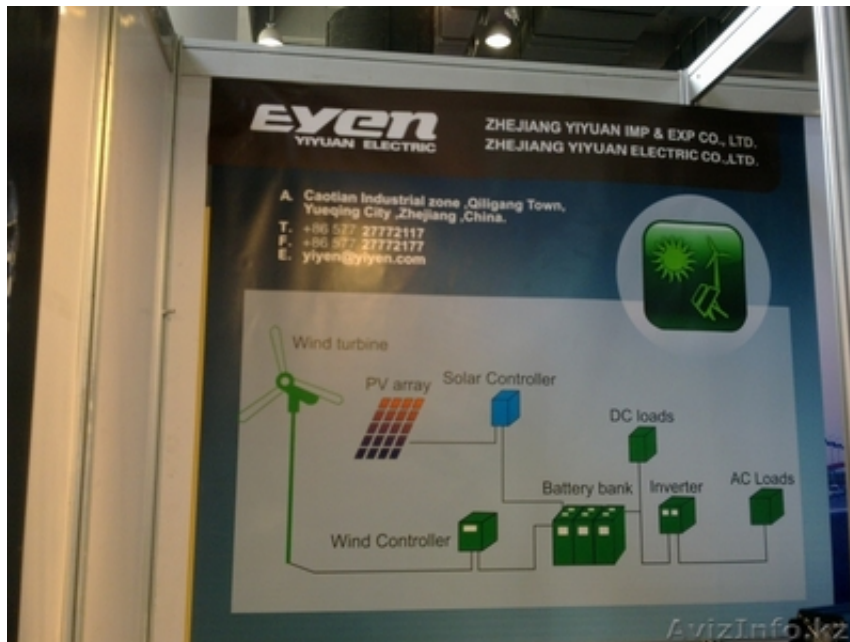 EYen
YIYUAN ELECTRIC
ZHEJIANG YIYUAN IMP & EXP CO., LTD.
ZHEJIANG YIYUAN ELECTRIC CO.,LTD.
A. Caotian Industrial zone ,Qiligang Town,
Yueqing City ,Zhejiang ,China.
T. +86 577 27772117
F. +86 577 27772177
E. yiyen@yiyen.com
Wind turbine
PV array
Solar Controller
DC loads
Battery bank
Inverter
AC Loads
Wind Controller
AvizInfo.kz